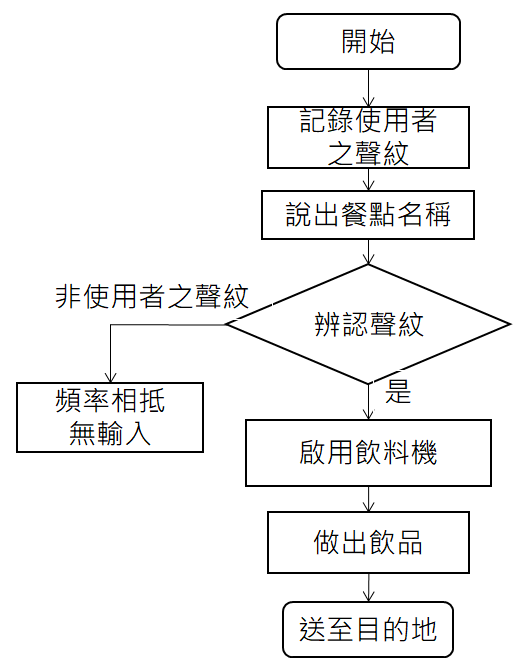 開始
記錄使用者
之聲紋
說出餐點名稱
非使用者之聲紋
辨認聲紋
是
頻率相抵
無輸入
啟用飲料機
做出飲品
送至目的地